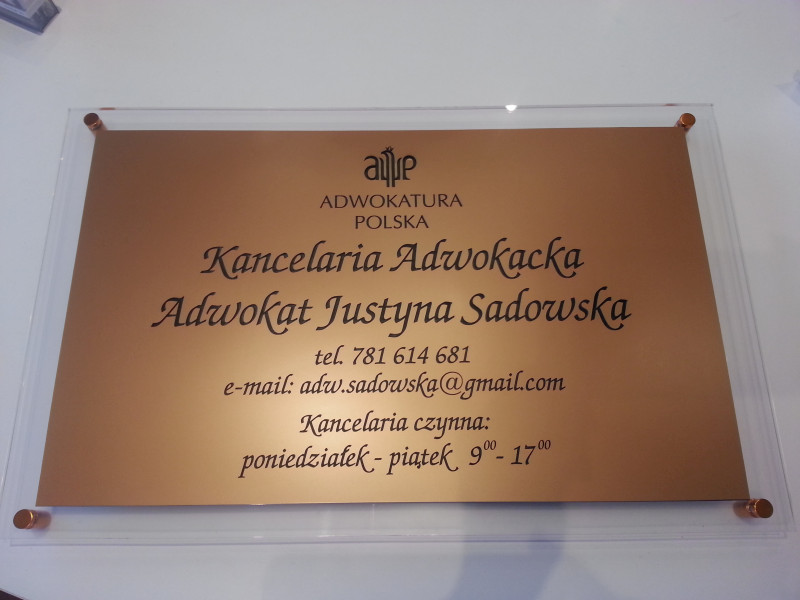 awp
ADWOKATURA
POLSKA
Kancelaria Adwokacka
Adwokat Justyna Sadowska
tel. 781 614 681
e-mail: adw.sadowska@gmail.com
Kancelaria czynna:
poniedziałek - piątek 9⁰⁰ - 17⁰⁰